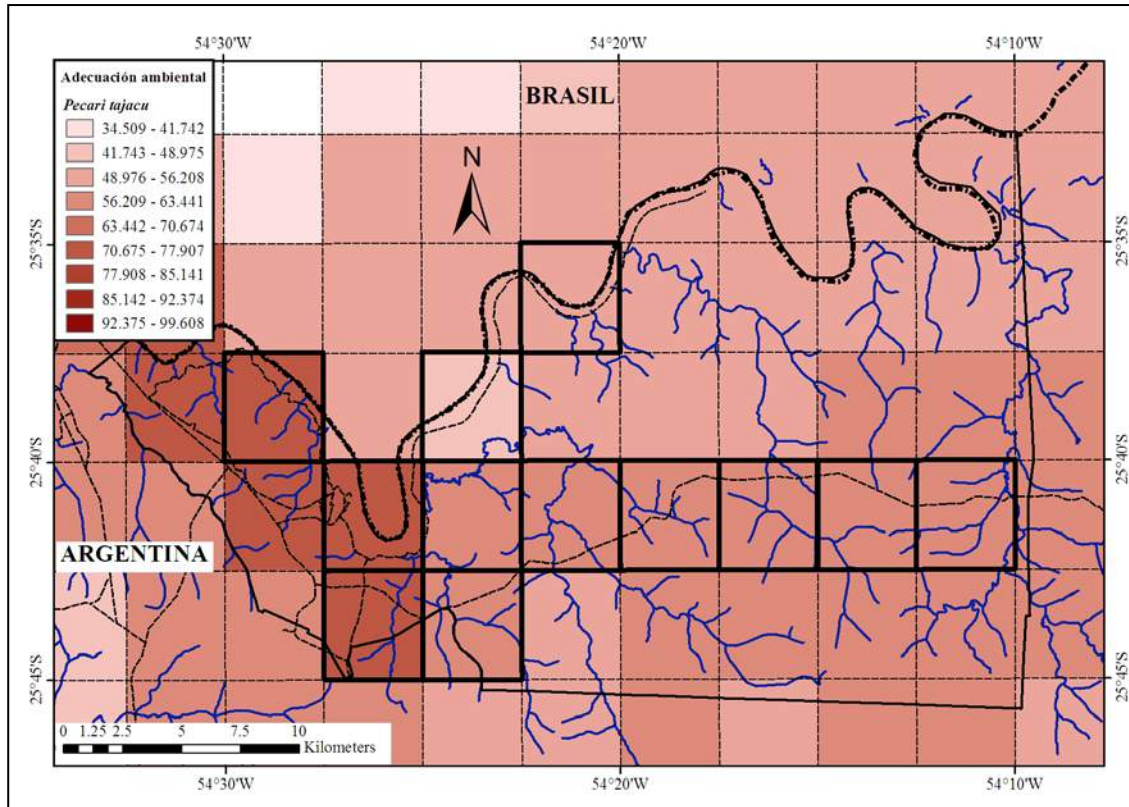 54°30'W 54°20'W 54°10'W
Adecuación ambiental
Pecari tajacu
34.509 - 41.742
41.743 - 48.975
48.976 - 56.208
56.209 - 63.441
63.442 - 70.674
70.675 - 77.907
77.908 - 85.141
85.142 - 92.374
92.375 - 99.608
BRASIL
N
25°35'S 25°35'S
25°40'S 25°40'S
ARGENTINA
25°45'S 25°45'S
0 1.25 2.5 5 7.5 10
Kilometers
54°30'W 54°20'W 54°10'W